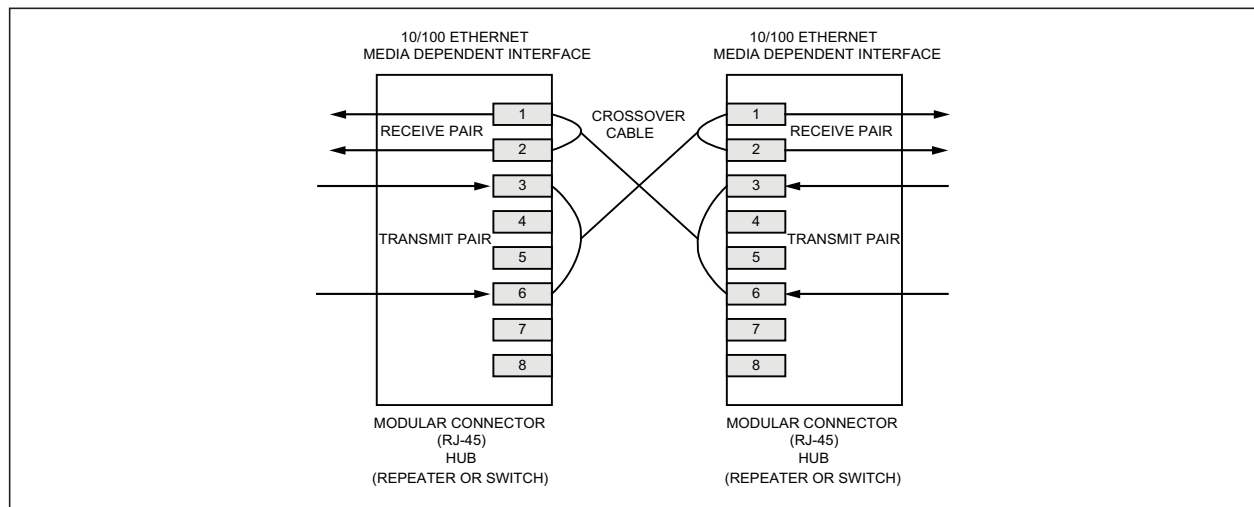 10/100 ETHERNET
MEDIA DEPENDENT INTERFACE
10/100 ETHERNET
MEDIA DEPENDENT INTERFACE
1
RECEIVE PAIR
2
3
4
TRANSMIT PAIR
5
6
7
8
CROSSOVER
CABLE
1
RECEIVE PAIR
2
3
4
TRANSMIT PAIR
5
6
7
8
MODULAR CONNECTOR
(RJ-45)
HUB
(REPEATER OR SWITCH)
MODULAR CONNECTOR
(RJ-45)
HUB
(REPEATER OR SWITCH)